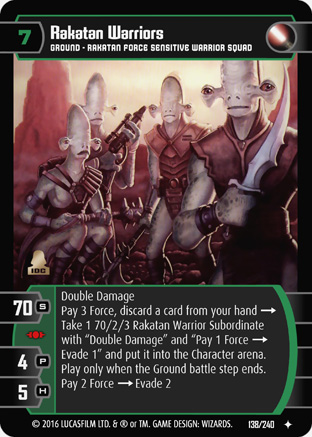 7 Rakatan Warriors
GROUND - RAKATAN FORCE SENSITIVE WARRIOR SQUAD
IDC
70 S
4 P
5 H
Double Damage
Pay 3 Force, discard a card from your hand →
Take 1 70/2/3 Rakatan Warrior Subordinate
with “Double Damage” and “Pay 1 Force →
Evade 1” and put it into the Character arena.
Play only when the Ground battle step ends.
Pay 2 Force → Evade 2
© 2016 LUCASFILM LTD. & ® or TM. GAME DESIGN: WIZARDS. 138/240